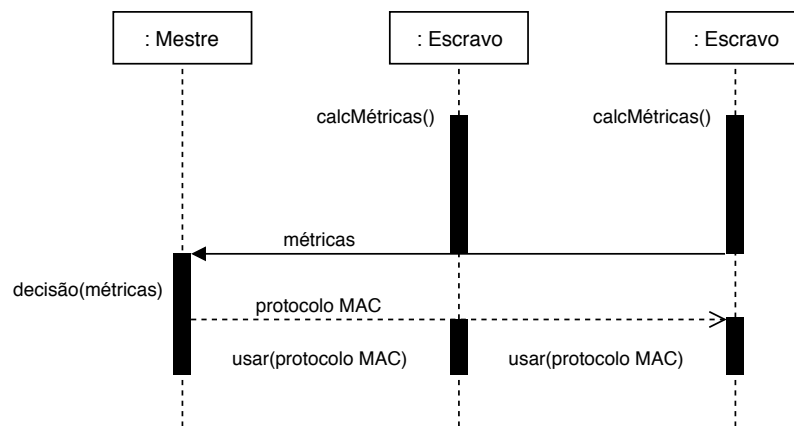 : Mestre
: Escravo
: Escravo
calcMétricas()
calcMétricas()
métricas
decisão(métricas)
protocolo MAC
usar(protocolo MAC)
usar(protocolo MAC)